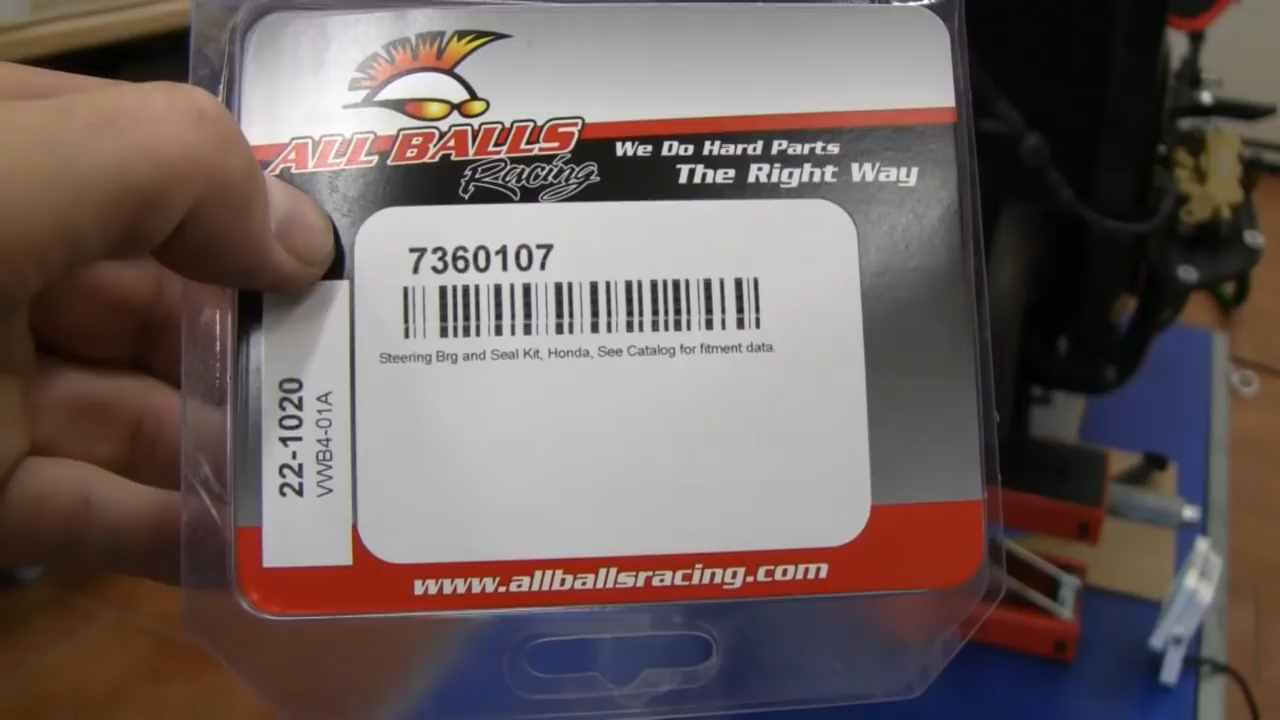 ALL BALLS
Racing
We Do Hard Parts
The Right Way
7360107
Steering Brg and Seal Kit, Honda, See Catalog for fitment data.
22-1020
VWB4-01A
www.allballsracing.com